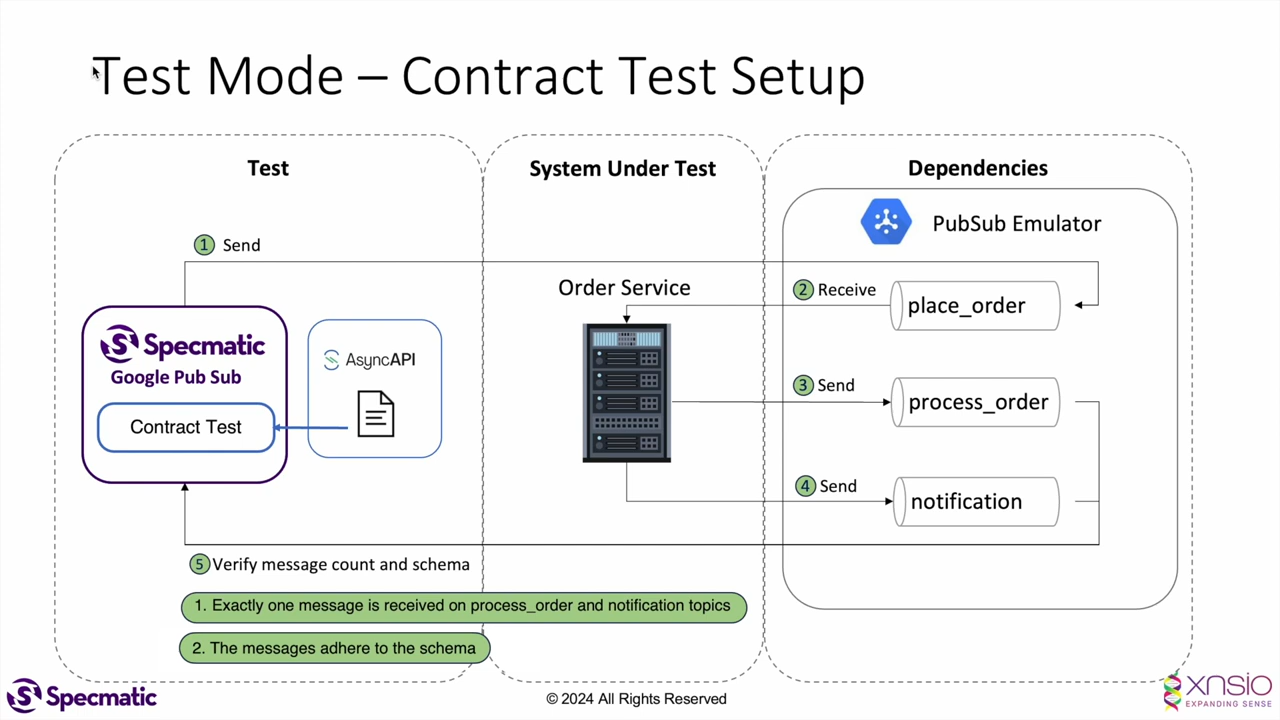 Test Mode – Contract Test Setup
Test
System Under Test
Dependencies
PubSub Emulator
1 Send
Order Service
2 Receive
place_order
Specmatic
Google Pub Sub
Contract Test
AsyncAPI
3 Send
process_order
4 Send
notification
5 Verify message count and schema
1. Exactly one message is received on process_order and notification topics
2. The messages adhere to the schema
Specmatic
© 2024 All Rights Reserved
xnsio
EXPANDING SENSE